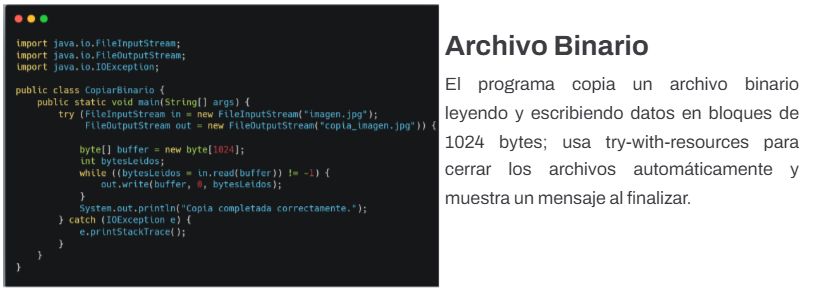 import java.io.FileInputStream;
import java.io.FileOutputStream;
import java.io.IOException;
public class CopiarBinario {
public static void main(String[] args) {
try (FileInputStream in = new FileInputStream("imagen.jpg");
FileOutputStream out = new FileOutputStream("copia_imagen.jpg")) {
byte[] buffer = new byte[1024];
int bytesLeidos;
while ((bytesLeidos = in.read(buffer)) != -1) {
out.write(buffer, 0, bytesLeidos);
}
System.out.println("Copia completada correctamente.");
} catch (IOException e) {
e.printStackTrace();
}
}
}
Archivo Binario
El programa copia un archivo binario
leyendo y escribiendo datos en bloques de
1024 bytes; usa try-with-resources para
cerrar los archivos automáticamente y
muestra un mensaje al finalizar.